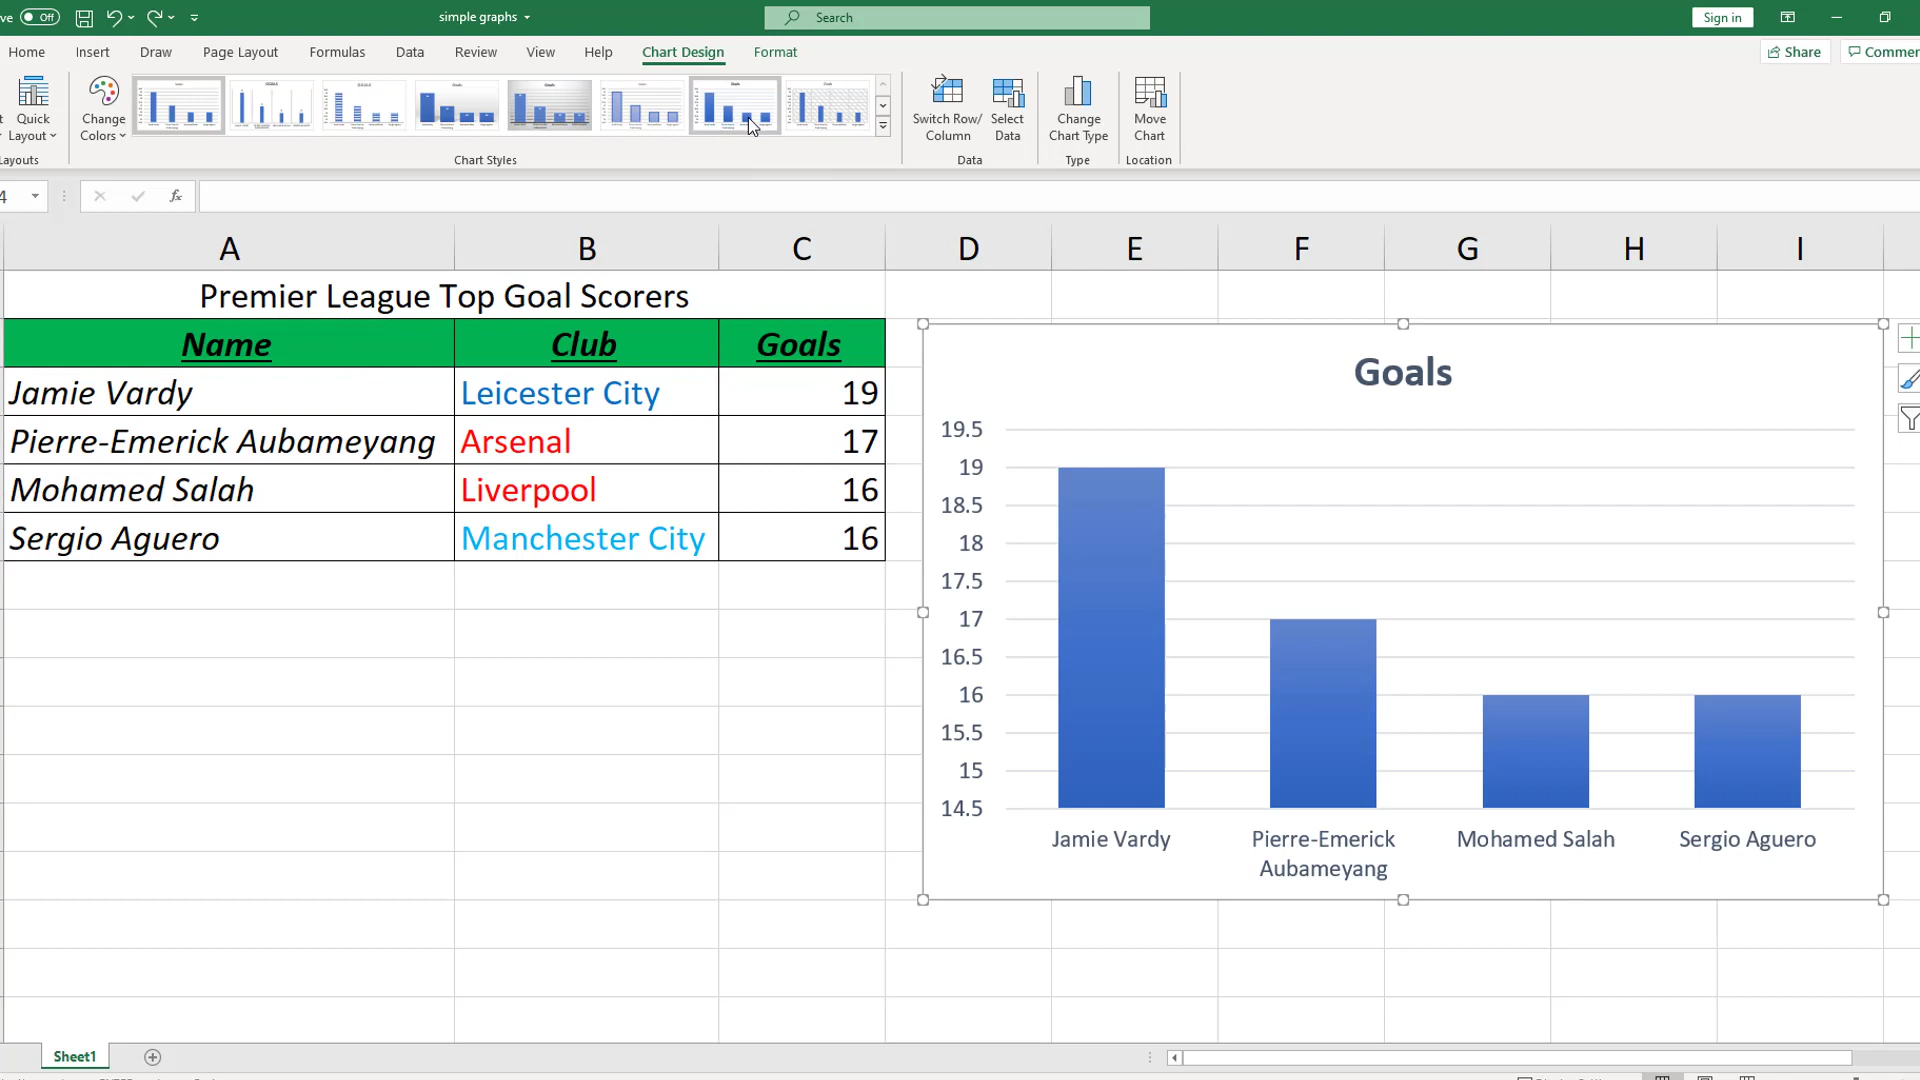 ve Off simple graphs Search Sign in
Home Insert Draw Page Layout Formulas Data Review View Help Chart Design Format Share Commer
Quick Layout
Change Colors
Switch Row/ Column
Select Data
Change Chart Type
Move Chart
Layouts Chart Styles Data Type Location
4 fx
A B C D E F G H I
Premier League Top Goal Scorers
Name Club Goals
Jamie Vardy Leicester City 19
Pierre-Emerick Aubameyang Arsenal 17
Mohamed Salah Liverpool 16
Sergio Aguero Manchester City 16
Goals
19.5
19
18.5
18
17.5
17
16.5
16
15.5
15
14.5
Jamie Vardy Pierre-Emerick Aubameyang Mohamed Salah Sergio Aguero
Sheet1